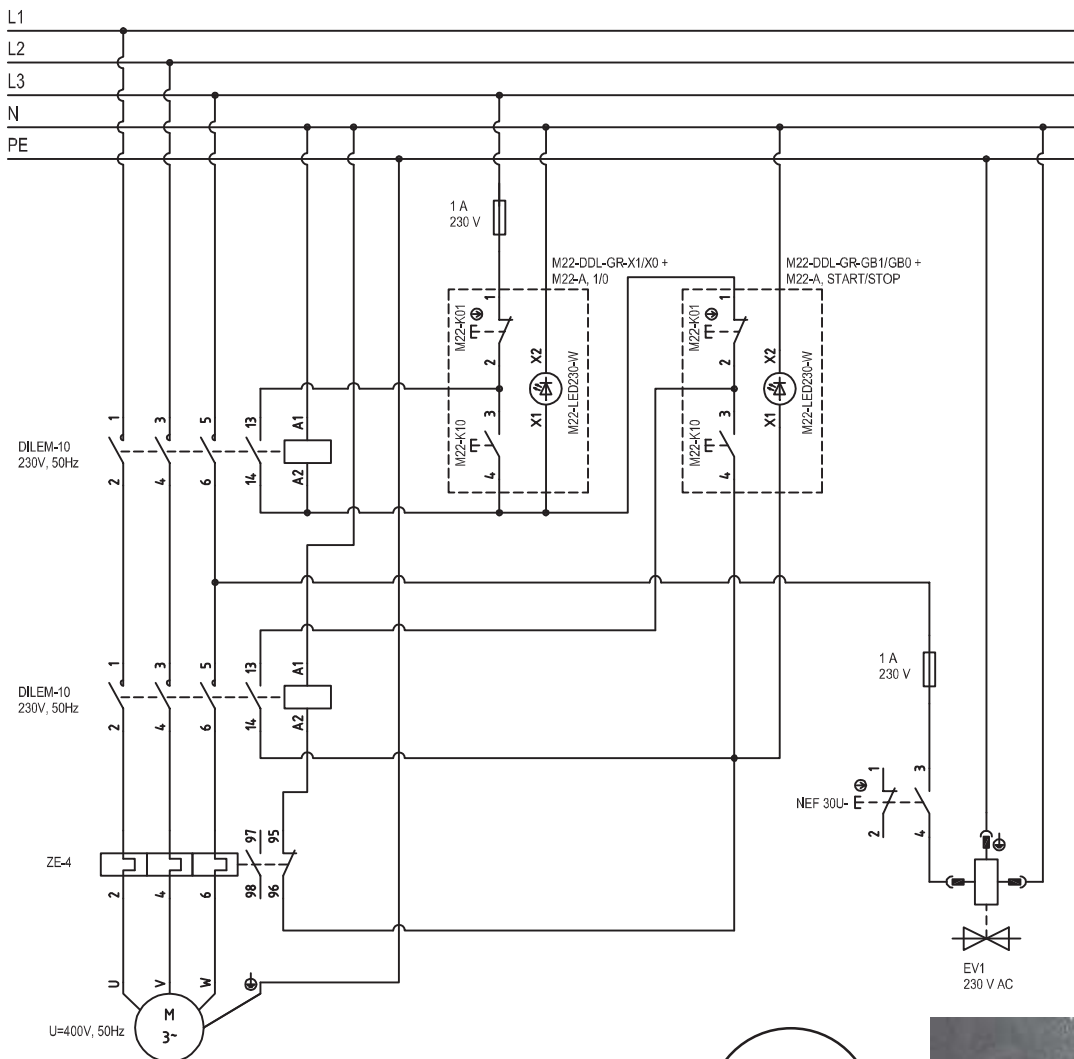 L1
L2
L3
N
PE
1 A
230 V
M22-DDL-GR-X1/X0 +
M22-A, 1/0
M22-DDL-GR-GB1/GB0 +
M22-A, START/STOP
M22-K01
1
2
X2
M22-LED230-W
X1
M22-K10
3
4
M22-K01
1
2
X2
M22-LED230-W
X1
M22-K10
3
4
DILEM-10
230V, 50Hz
1
3
5
13
A1
2
4
6
14
A2
DILEM-10
230V, 50Hz
1
3
5
13
A1
2
4
6
14
A2
1 A
230 V
NEF 30U-
1
3
2
4
ZE-4
97
95
2
4
6
98
96
U
V
W
M
3~
U=400V, 50Hz
EV1
230 V AC